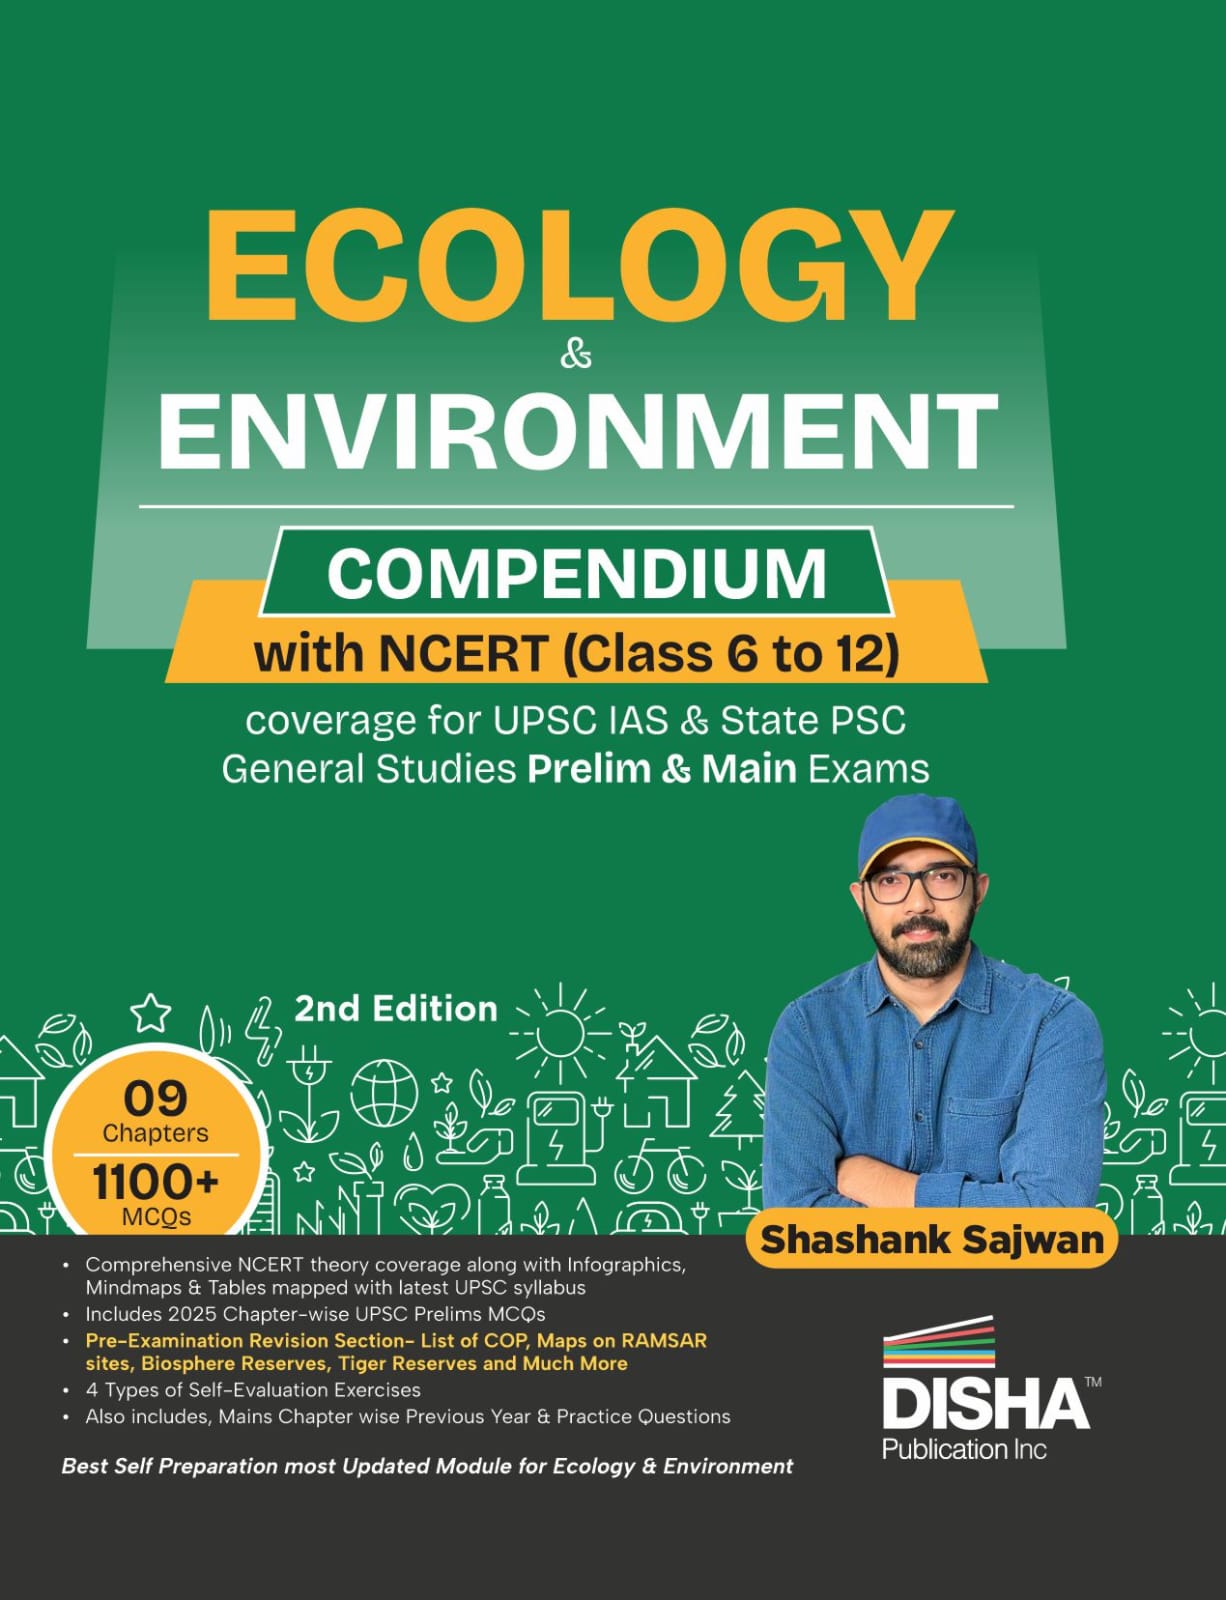 ECOLOGY
&
ENVIRONMENT
COMPENDIUM
with NCERT (Class 6 to 12)
coverage for UPSC IAS & State PSC
General Studies Prelim & Main Exams
2nd Edition
09
Chapters
1100+
MCQs
Shashank Sajwan
• Comprehensive NCERT theory coverage along with Infographics,
Mindmaps & Tables mapped with latest UPSC syllabus
• Includes 2025 Chapter-wise UPSC Prelims MCQs
• Pre-Examination Revision Section- List of COP, Maps on RAMSAR
sites, Biosphere Reserves, Tiger Reserves and Much More
• 4 Types of Self-Evaluation Exercises
• Also includes, Mains Chapter wise Previous Year & Practice Questions
Best Self Preparation most Updated Module for Ecology & Environment
DISHA™
Publication Inc